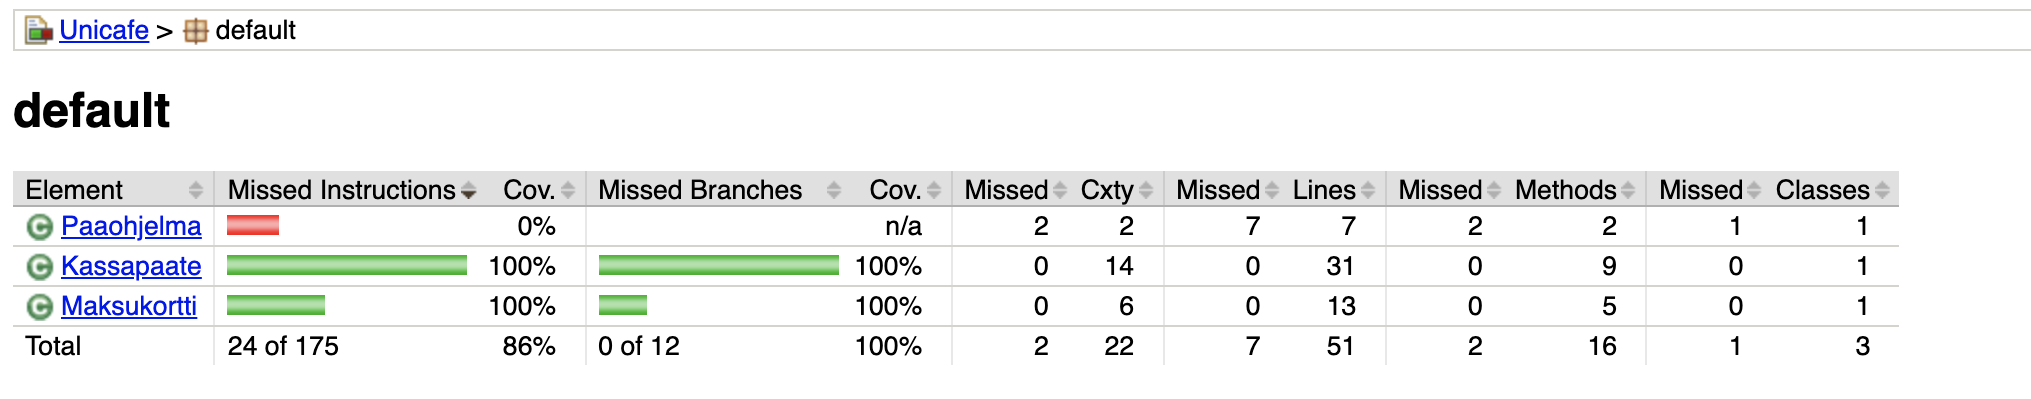 Unicafe > default
default
Element Missed Instructions Cov. Missed Branches Cov. Missed Cxty Missed Lines Missed Methods Missed Classes
C Paaohjelma 0% n/a 2 2 7 7 2 2 1 1
C Kassapaate 100% 100% 0 14 0 31 0 9 0 1
C Maksukortti 100% 100% 0 6 0 13 0 5 0 1
Total 24 of 175 86% 0 of 12 100% 2 22 7 51 2 16 1 3